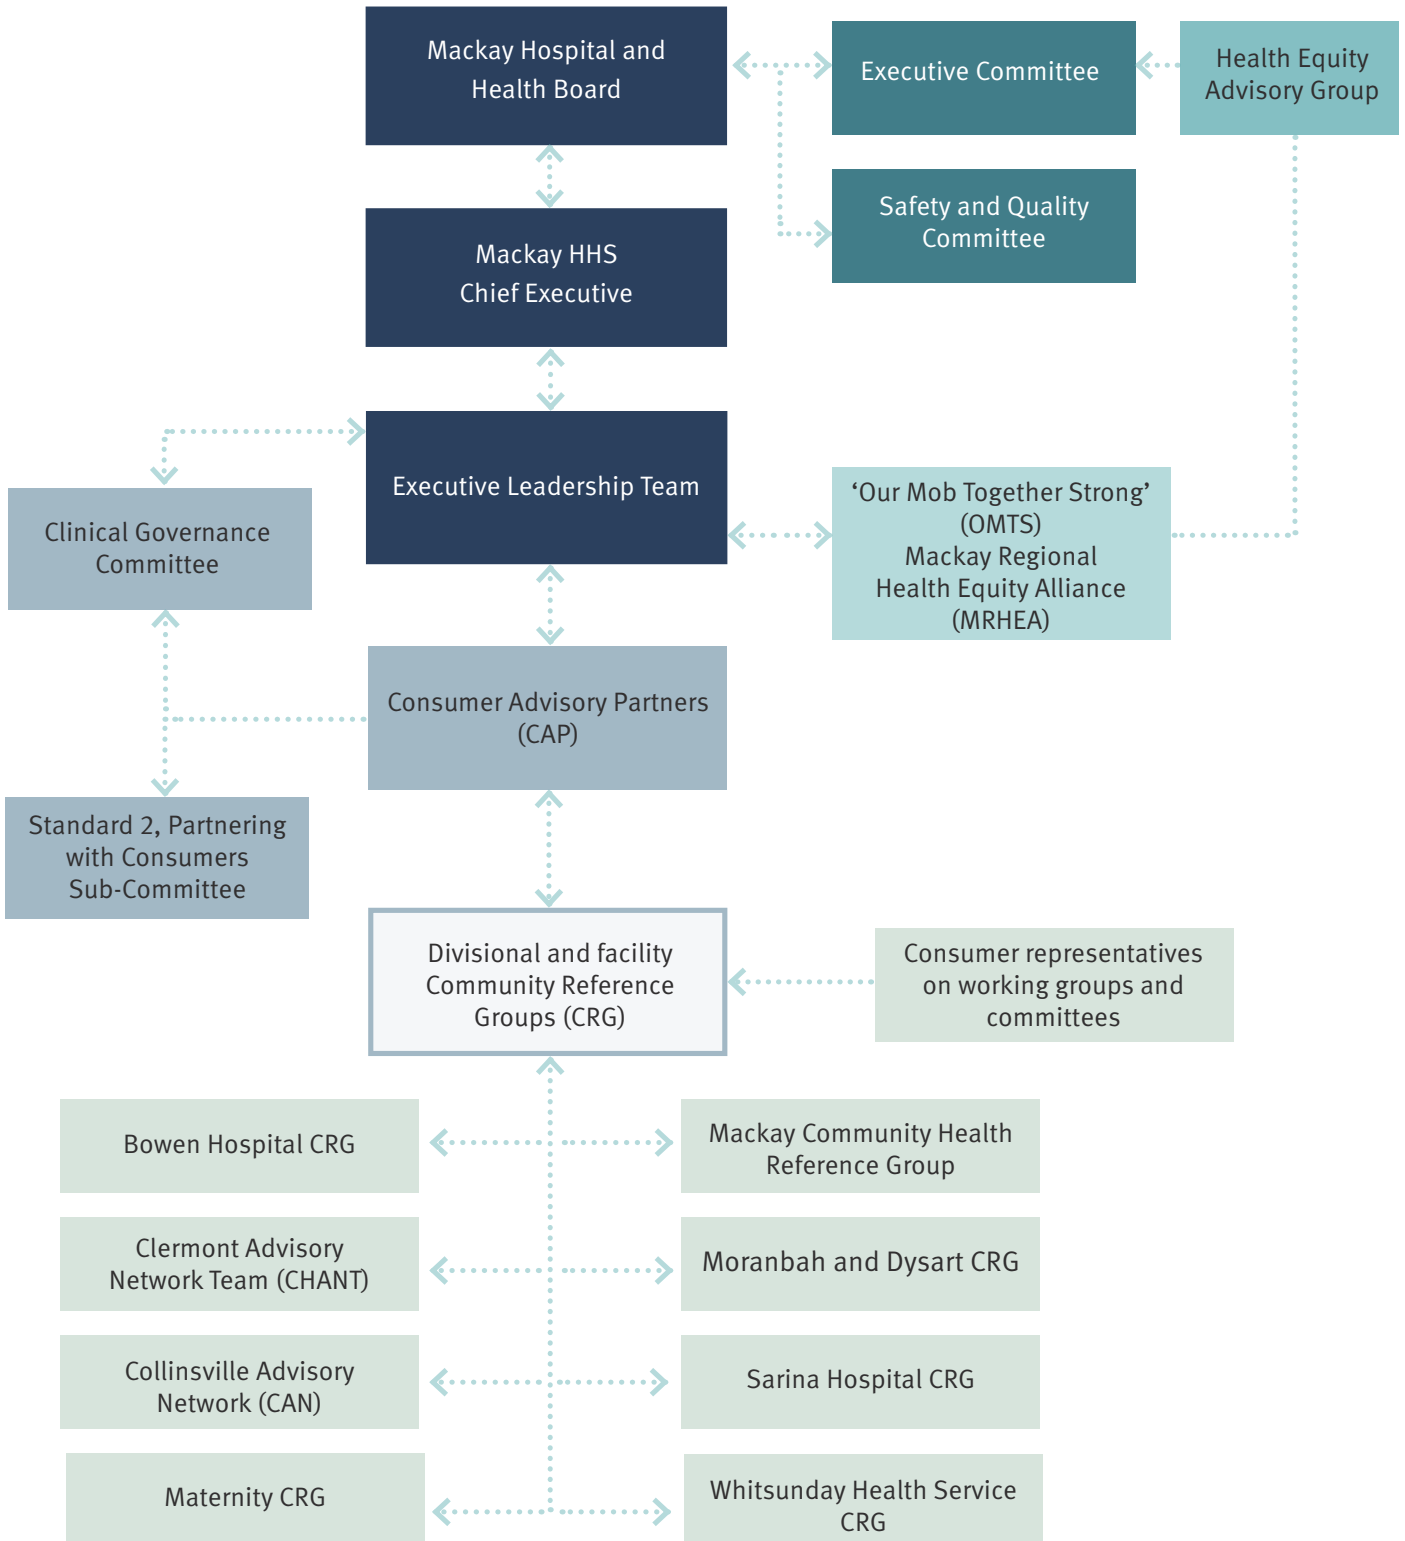 Mackay Hospital and
Health Board
Executive Committee
Health Equity
Advisory Group
Safety and Quality
Committee
Mackay HHS
Chief Executive
Executive Leadership Team
‘Our Mob Together Strong’
(OMTS)
Mackay Regional
Health Equity Alliance
(MRHEA)
Clinical Governance
Committee
Consumer Advisory Partners
(CAP)
Standard 2, Partnering
with Consumers
Sub-Committee
Divisional and facility
Community Reference
Groups (CRG)
Consumer representatives
on working groups and
committees
Bowen Hospital CRG
Mackay Community Health
Reference Group
Clermont Advisory
Network Team (CHANT)
Moranbah and Dysart CRG
Collinsville Advisory
Network (CAN)
Sarina Hospital CRG
Maternity CRG
Whitsunday Health Service
CRG